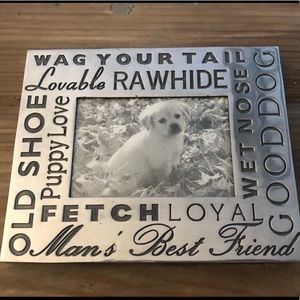 WAG YOUR TAIL
Lovable RAWHIDE
OLD SHOE
Puppy Love
WET NOSE
GOOD DOG
FETCH LOYAL
Man's Best Friend